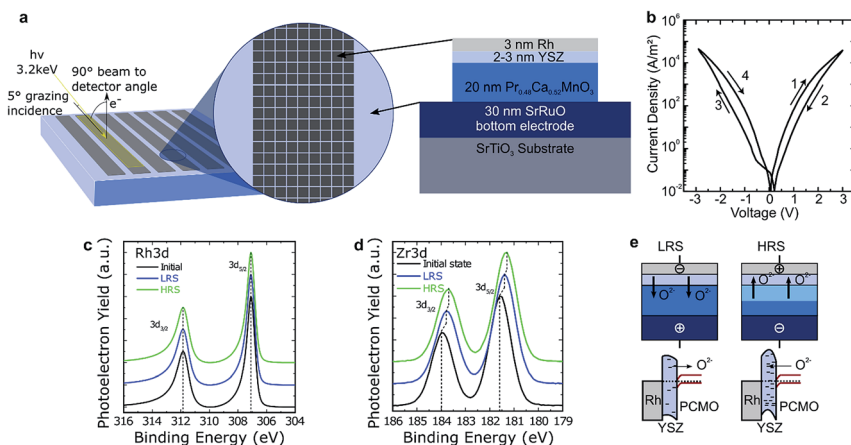 a
hν
3.2keV
90° beam to
detector angle
5° grazing
incidence
e⁻
3 nm Rh
2-3 nm YSZ
20 nm Pr₀.₄₈Ca₀.₅₂MnO₃
30 nm SrRuO
bottom electrode
SrTiO₃ Substrate
b
Current Density (A/m²)
10⁶
10⁴
10²
10⁰
10⁻²
4
3
1
2
-3 -2 -1 0 1 2 3
Voltage (V)
c
Photoelectron Yield (a.u.)
Rh3d
Initial
LRS
HRS
3d₅/₂
3d₃/₂
316 314 312 310 308 306 304
Binding Energy (eV)
d
Photoelectron Yield (a.u.)
Zr3d
Initial state
LRS
HRS
3d₅/₂
3d₃/₂
186 185 184 183 182 181 180 179
Binding Energy (eV)
e
LRS HRS
⊖ ⊕
O²⁻ O²⁻ O²⁻ O²⁻
⊕ ⊖
O²⁻ O²⁻
Rh PCMO Rh PCMO
YSZ YSZ